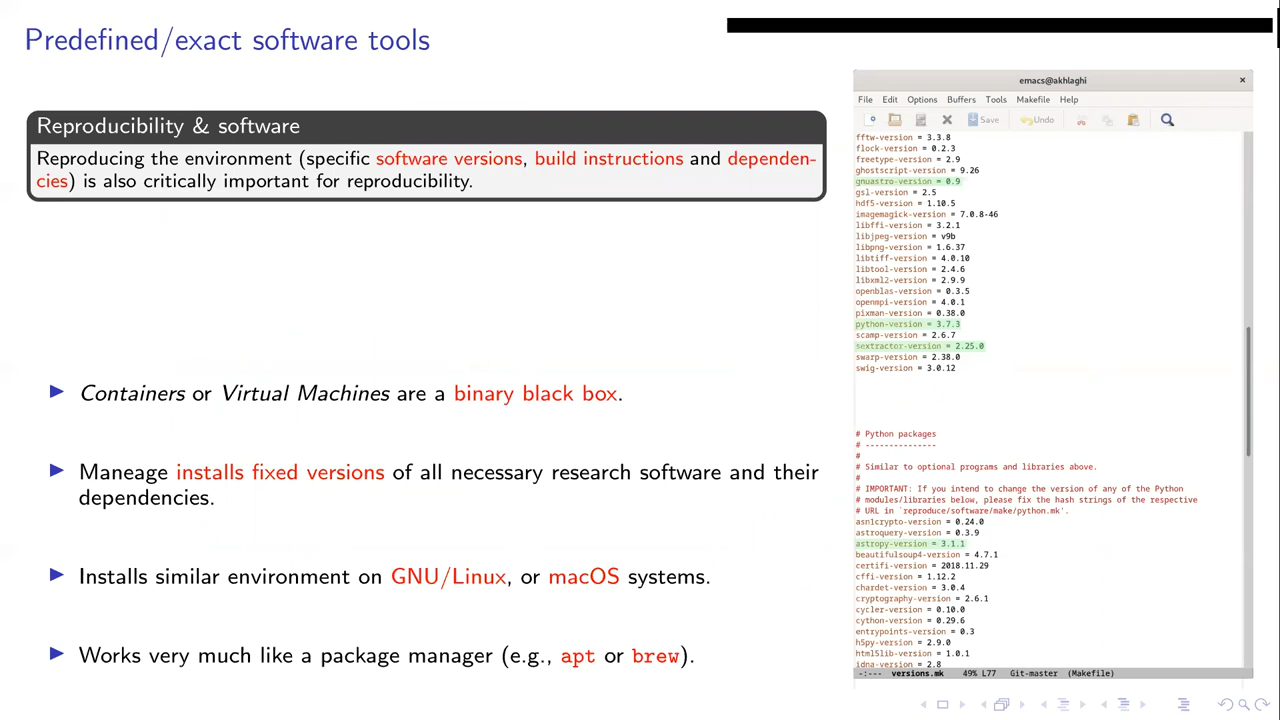 Predefined/exact software tools
Reproducibility & software
Reproducing the environment (specific software versions, build instructions and dependen-
cies) is also critically important for reproducibility.
Containers or Virtual Machines are a binary black box.
Maneage installs fixed versions of all necessary research software and their
dependencies.
Installs similar environment on GNU/Linux, or macOS systems.
Works very much like a package manager (e.g., apt or brew).
emacs@akhlaghi
File Edit Options Buffers Tools Makefile Help
Save Undo
fftw-version = 3.3.8
flock-version = 0.2.3
freetype-version = 2.9
ghostscript-version = 9.26
gnuastro-version = 0.9
gsl-version = 2.5
hdf5-version = 1.10.5
imagemagick-version = 7.0.8-46
libffi-version = 3.2.1
libjpeg-version = v9b
libpng-version = 1.6.37
libtiff-version = 4.0.10
libtool-version = 2.4.6
libxml2-version = 2.9.9
openblas-version = 0.3.5
openmpi-version = 4.0.1
pixman-version = 0.38.0
python-version = 3.7.3
scamp-version = 2.6.7
sextractor-version = 2.25.0
swarp-version = 2.38.0
swig-version = 3.0.12
# Python packages
# ---------------
#
# Similar to optional programs and libraries above.
#
# IMPORTANT: If you intend to change the version of any of the Python
# modules/libraries below, please fix the hash strings of the respective
# URL in `reproduce/software/make/python.mk'.
asn1crypto-version = 0.24.0
astroquery-version = 0.3.9
astropy-version = 3.1.1
beautifulsoup4-version = 4.7.1
certifi-version = 2018.11.29
cffi-version = 1.12.2
chardet-version = 3.0.4
cryptography-version = 2.6.1
cycler-version = 0.10.0
cython-version = 0.29.6
entrypoints-version = 0.3
h5py-version = 2.9.0
html5lib-version = 1.0.1
idna-version = 2.8
-:--- versions.mk 49% L77 Git-master (Makefile)